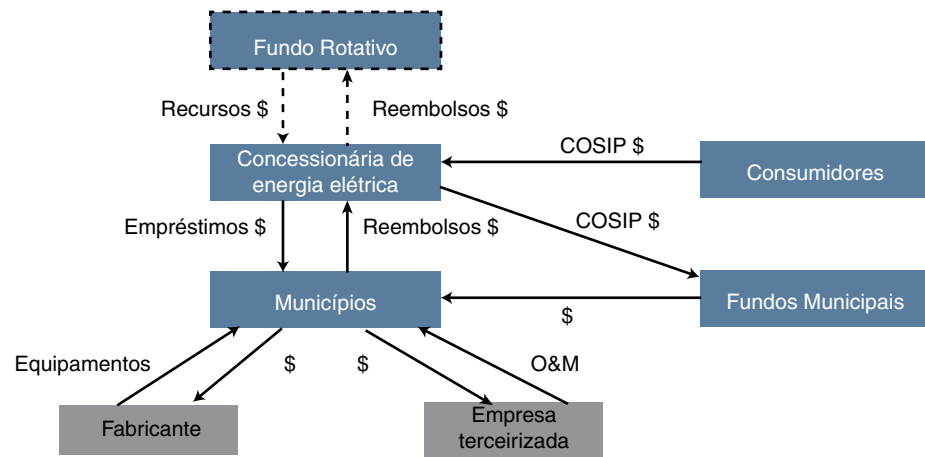 Fundo Rotativo
Recursos $
Reembolsos $
Concessionária de
energia elétrica
COSIP $
Consumidores
Empréstimos $
Reembolsos $
COSIP $
Municípios
Fundos Municipais
$
Equipamentos
$
$
O&M
Fabricante
Empresa
terceirizada